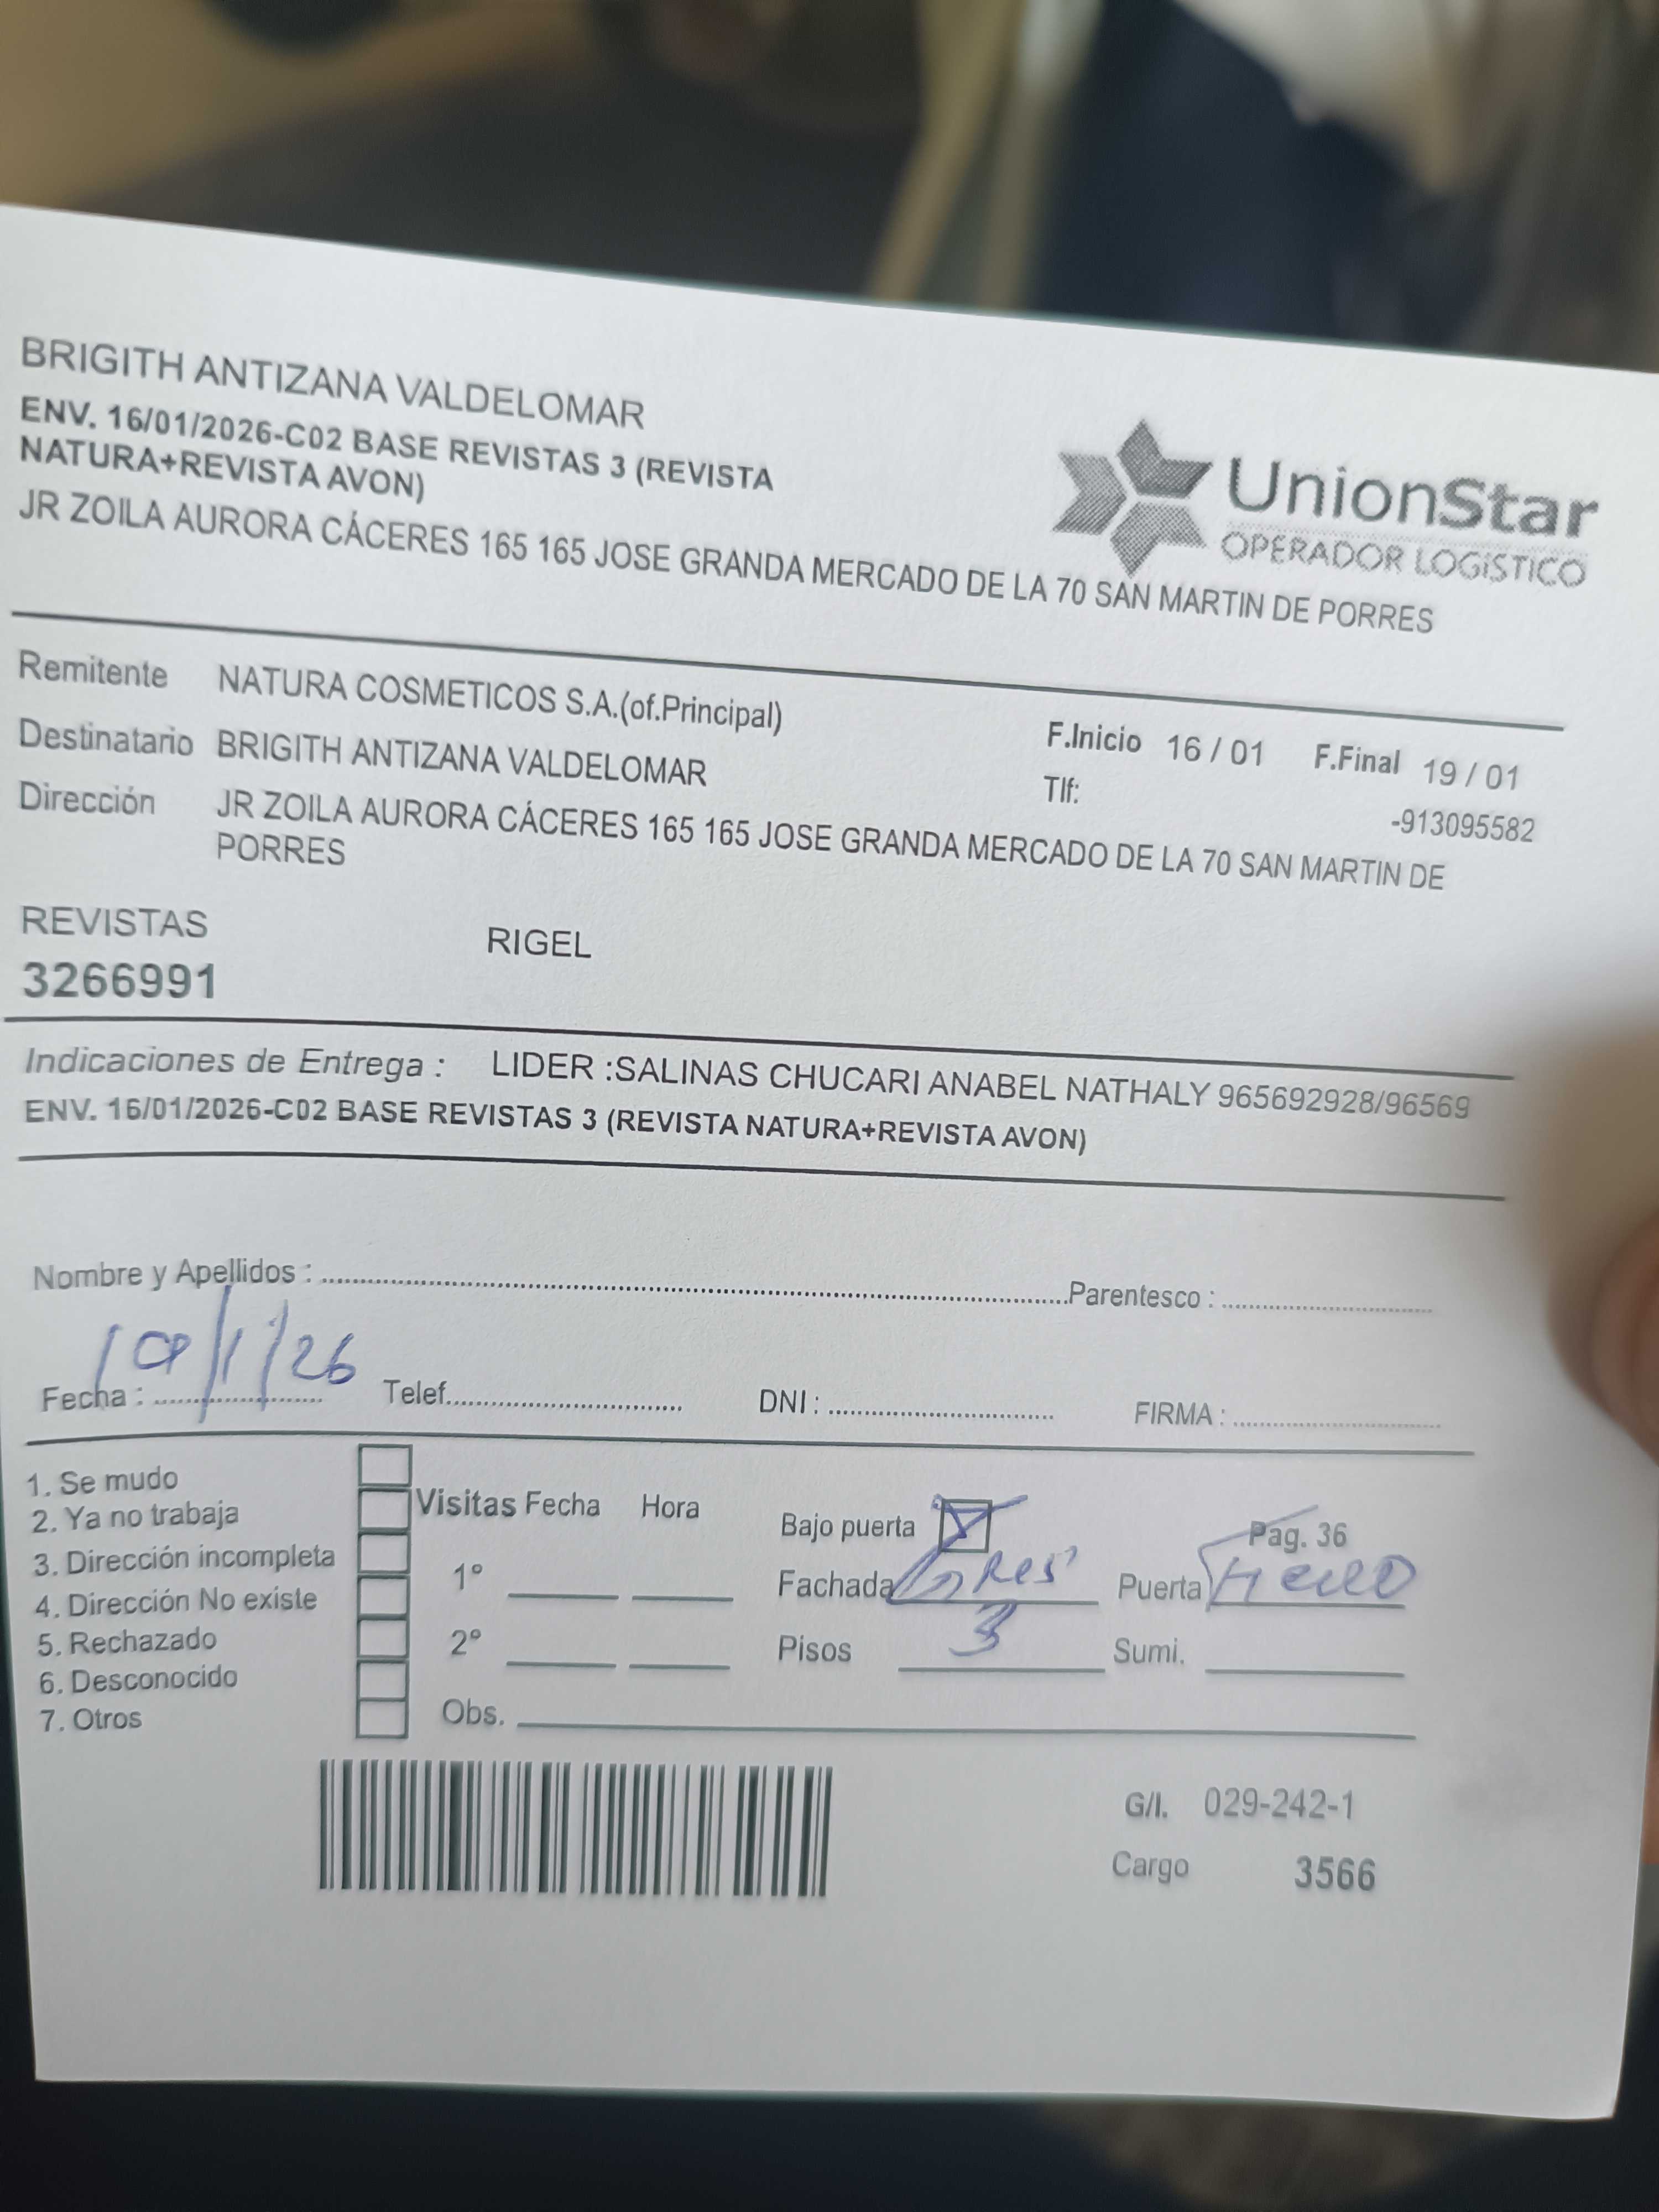 BRIGITH ANTIZANA VALDELOMAR
ENV. 16/01/2026-C02 BASE REVISTAS 3 (REVISTA
NATURA+REVISTA AVON)
JR ZOILA AURORA CÁCERES 165 165 JOSE GRANDA MERCADO DE LA 70 SAN MARTIN DE PORRES
UnionStar
OPERADOR LOGíSTICO
Remitente NATURA COSMETICOS S.A.(of.Principal)
F.Inicio 16 / 01 F.Final 19 / 01
Destinatario BRIGITH ANTIZANA VALDELOMAR
Tlf: -913095582
Dirección JR ZOILA AURORA CÁCERES 165 165 JOSE GRANDA MERCADO DE LA 70 SAN MARTIN DE
PORRES
REVISTAS RIGEL
3266991
Indicaciones de Entrega : LIDER :SALINAS CHUCARI ANABEL NATHALY 965692928/96569
ENV. 16/01/2026-C02 BASE REVISTAS 3 (REVISTA NATURA+REVISTA AVON)
Nombre y Apellidos : Parentesco :
Fecha : /1/26 Telef. DNI : FIRMA :
1. Se mudo
2. Ya no trabaja
3. Dirección incompleta
4. Dirección No existe
5. Rechazado
6. Desconocido
7. Otros
Visitas Fecha Hora
1°
2°
Obs.
Bajo puerta Pag. 36
Fachada Puerta
Pisos 3 Sumi.
G/I. 029-242-1
Cargo 3566